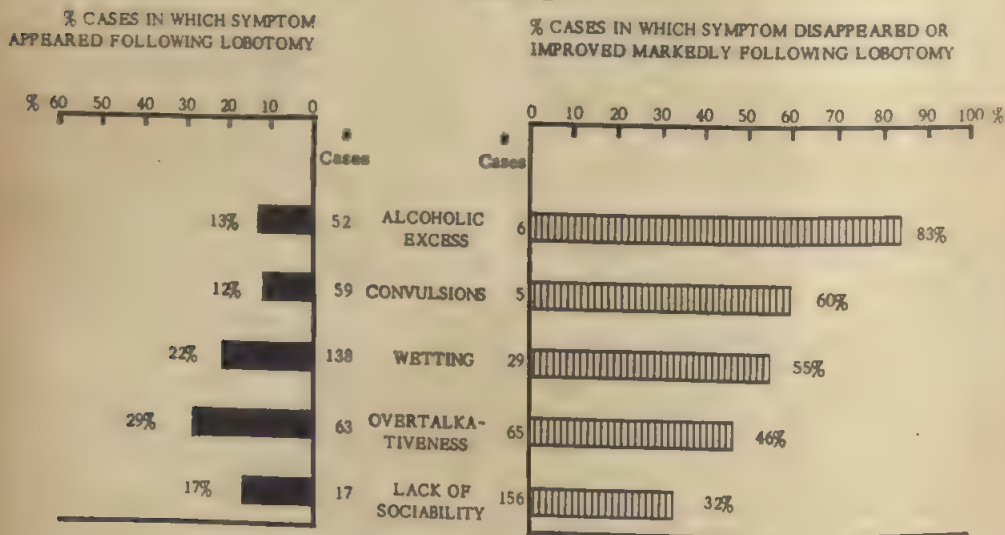 % CASES IN WHICH SYMPTOM
APPEARED FOLLOWING LOBOTOMY
% CASES IN WHICH SYMPTOM DISAPPEARED OR
IMPROVED MARKEDLY FOLLOWING LOBOTOMY
% 60 50 40 30 20 10 0
0 10 20 30 40 50 60 70 80 90 100 %
Cases
Cases
13% 52 ALCOHOLIC EXCESS 6 83%
12% 59 CONVULSIONS 5 60%
22% 138 WETTING 29 55%
29% 63 OVERTALKA-
TIVENESS 65 46%
17% 17 LACK OF
SOCIABILITY 156 32%